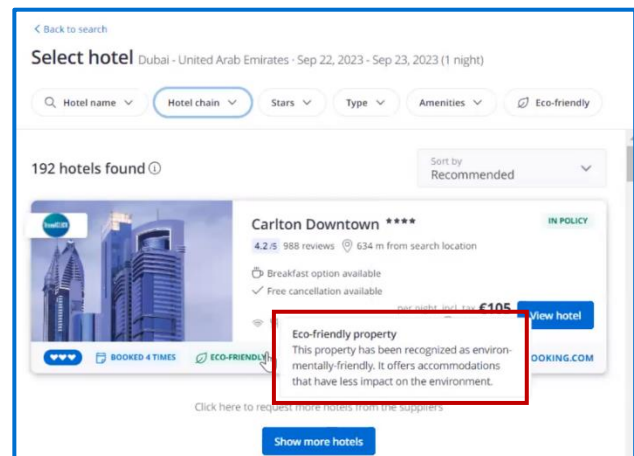 Back to search
Select hotel Dubai - United Arab Emirates · Sep 22, 2023 - Sep 23, 2023 (1 night)
Hotel name Hotel chain Stars Type Amenities Eco-friendly
192 hotels found
Sort by
Recommended
Carlton Downtown ****
IN POLICY
4.2 /5 988 reviews 634 m from search location
Breakfast option available
Free cancellation available
per night, incl. tax €105
View hotel
Eco-friendly property
This property has been recognized as environ-
mentally-friendly. It offers accommodations
that have less impact on the environment.
BOOKED 4 TIMES ECO-FRIENDLY OOKING.COM
Click here to request more hotels from the suppliers
Show more hotels